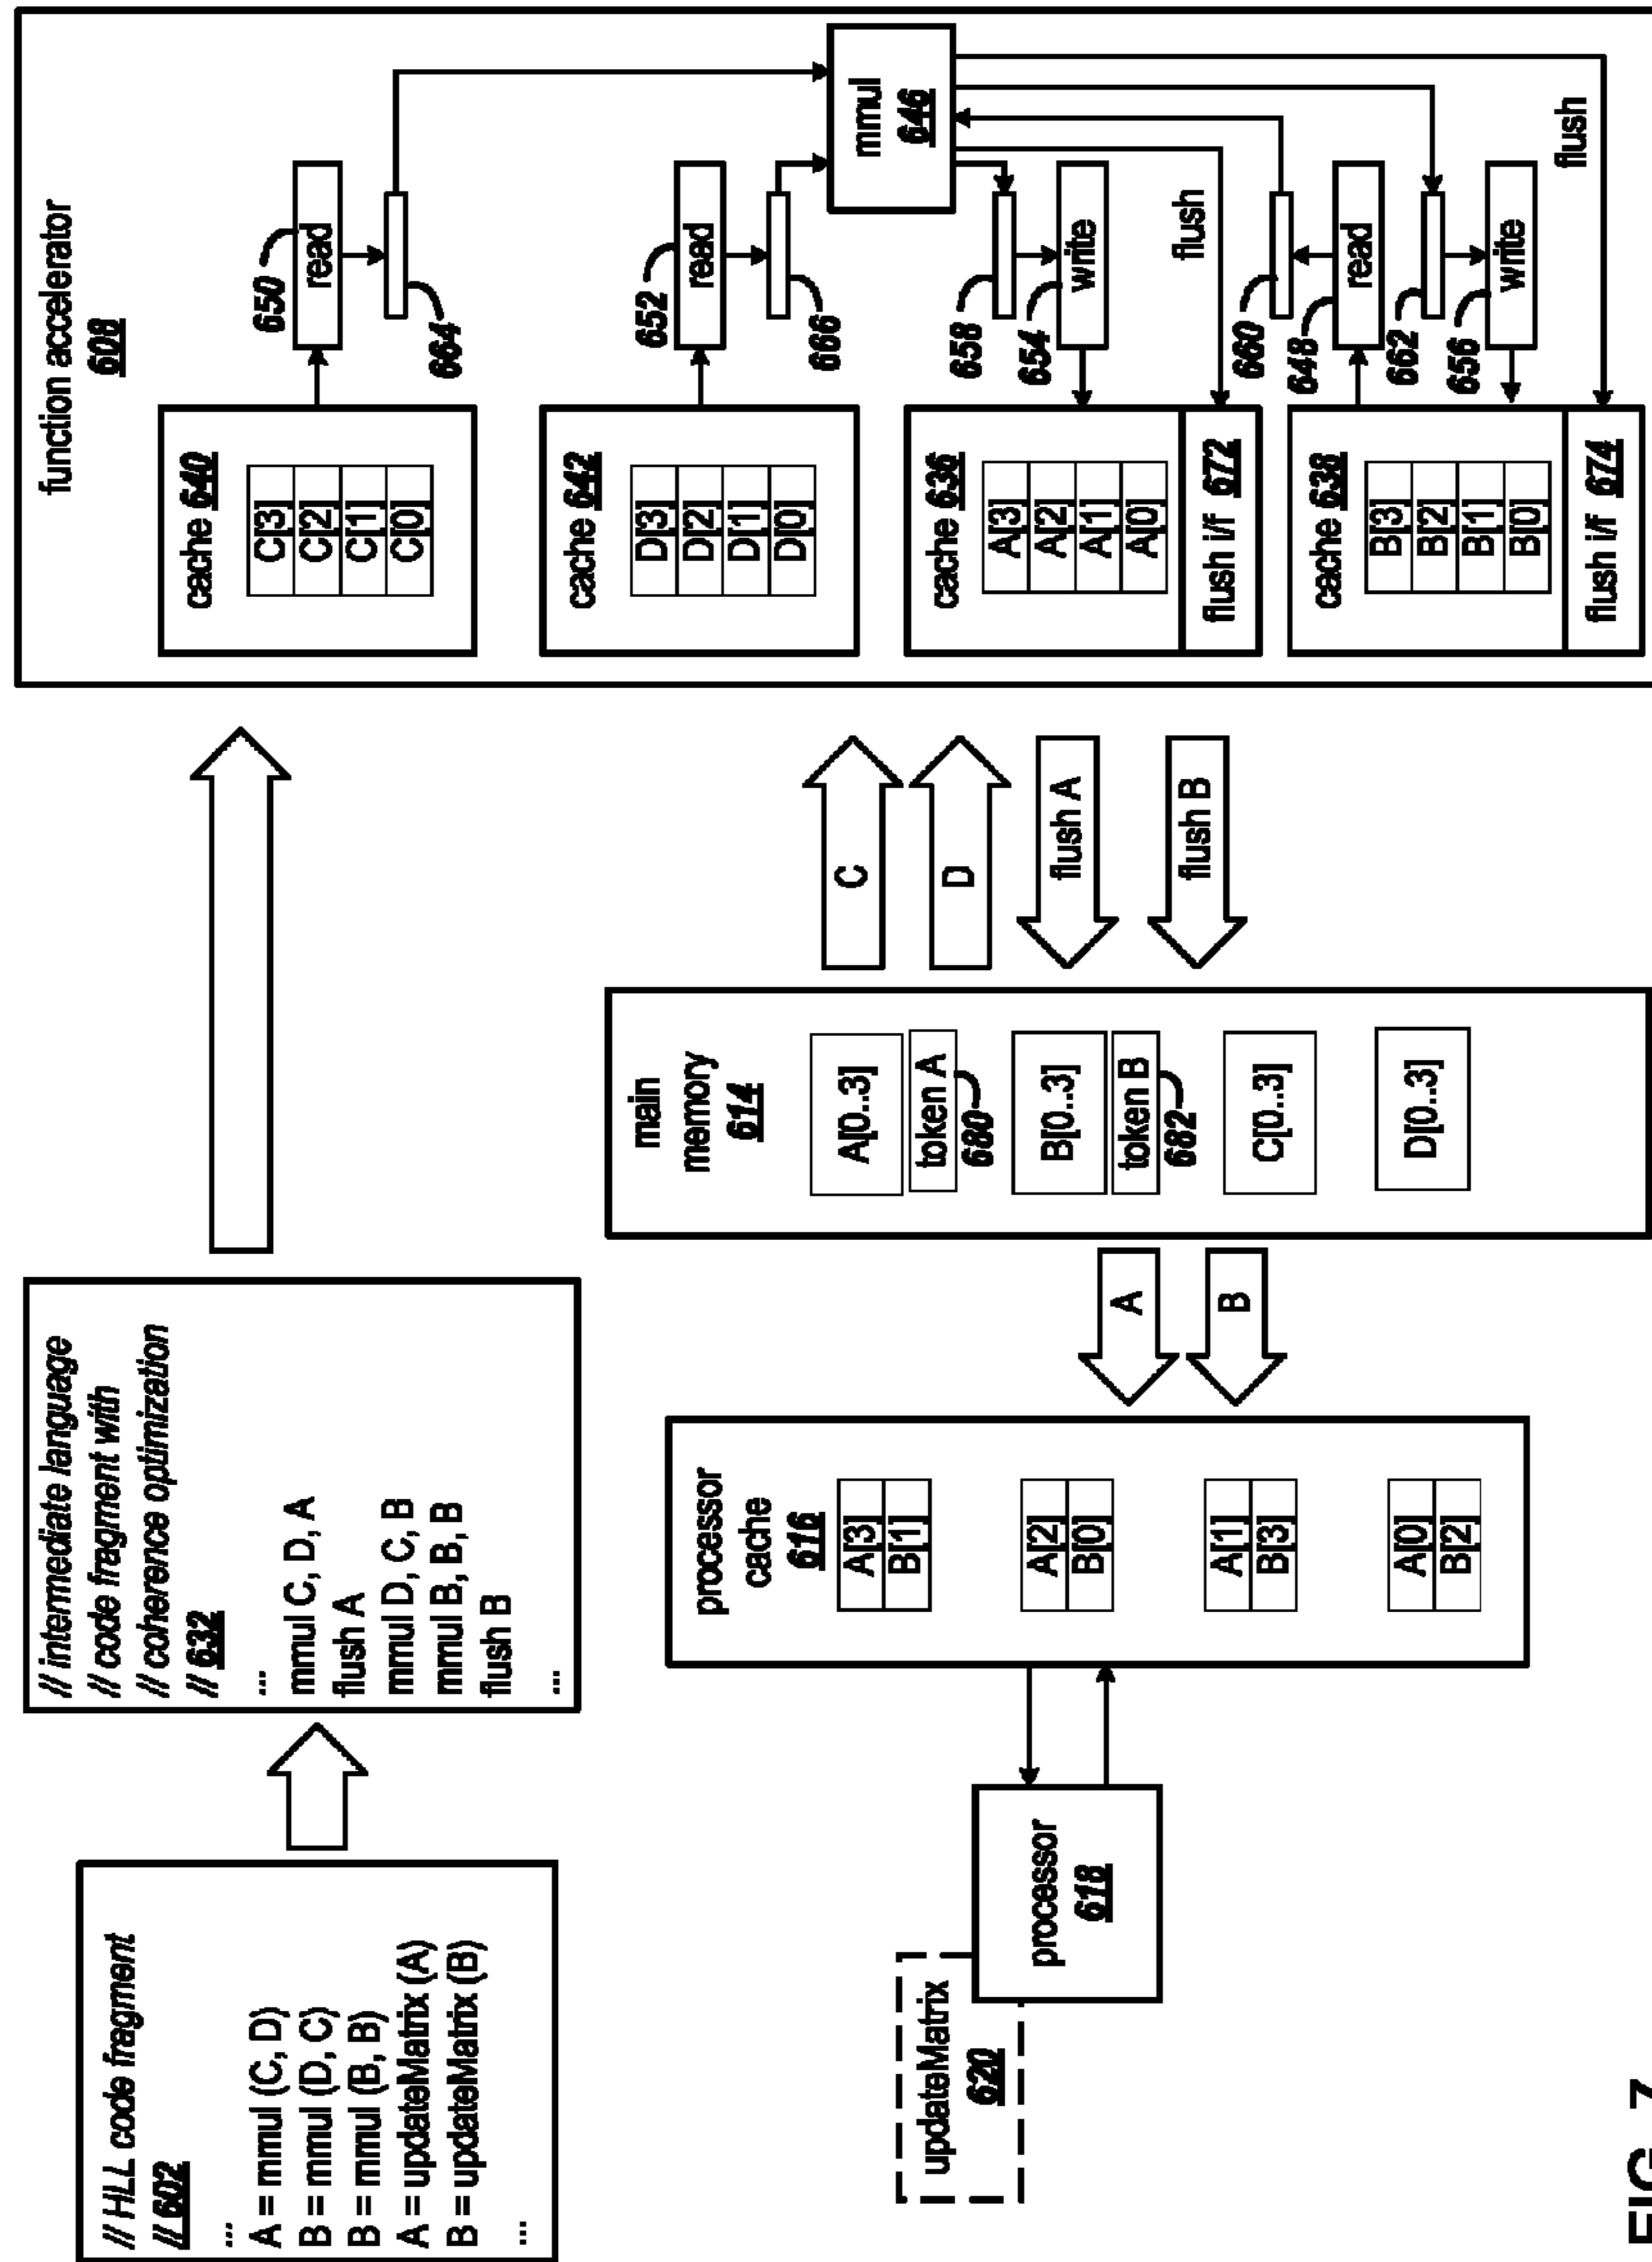 // HLL code fragment
// 602
...
A = mmul (C, D)
B = mmul (D, C)
B = mmul (B, B)
A = updateMatrix (A)
B = updateMatrix (B)
...
// intermediate language
// code fragment with
// coherence optimization
// 632
...
mmul C, D, A
flush A
mmul D, C, B
mmul B, B, B
flush B
...
function accelerator
608
cache 640
C[3]
C[2]
C[1]
C[0]
650
read
664
cache 642
D[3]
D[2]
D[1]
D[0]
652
read
666
mmul
646
cache 636
A[3]
A[2]
A[1]
A[0]
flush i/f 672
658
654
write
flush
cache 638
B[3]
B[2]
B[1]
B[0]
flush i/f 674
660
648
read
662
656
write
flush
updateMatrix
620
processor
618
processor
cache
616
A[3]
B[1]
A[2]
B[0]
A[1]
B[3]
A[0]
B[2]
A
B
main
memory
614
A[0..3]
token A
680
B[0..3]
token B
682
C[0..3]
D[0..3]
C
D
flush A
flush B
FIG. 7